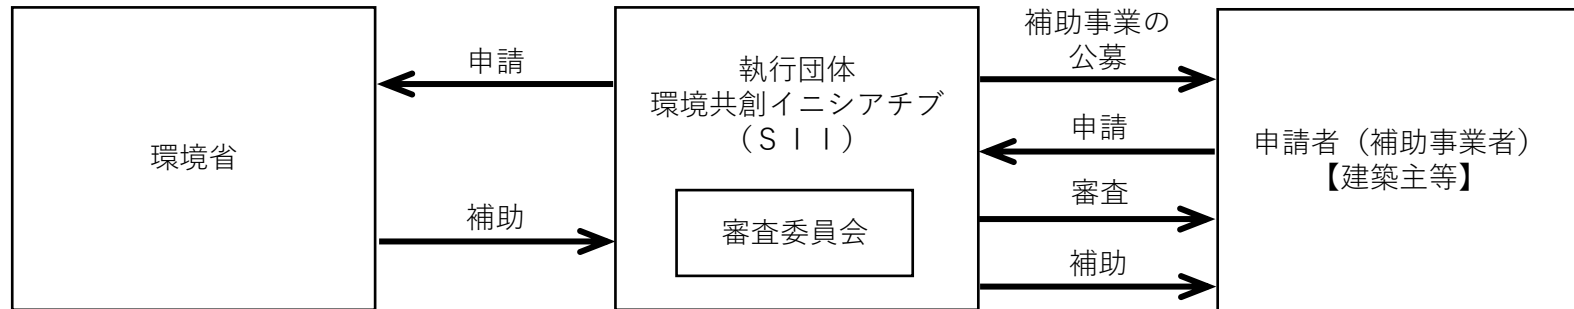 環境省
申請
補助
執行団体
環境共創イニシアチブ
（ＳＩＩ）
審査委員会
補助事業の
公募
申請
審査
補助
申請者（補助事業者）
【建築主等】